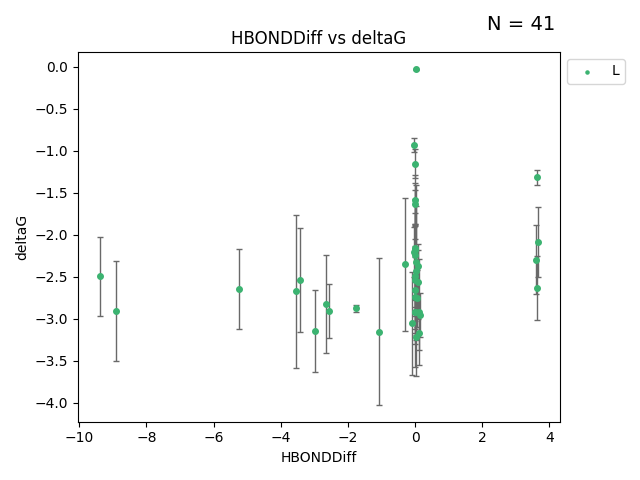 N = 41
HBONDDiff vs deltaG
L
0.0
−0.5
−1.0
−1.5
−2.0
−2.5
−3.0
−3.5
−4.0
deltaG
−10 −8 −6 −4 −2 0 2 4
HBONDDiff